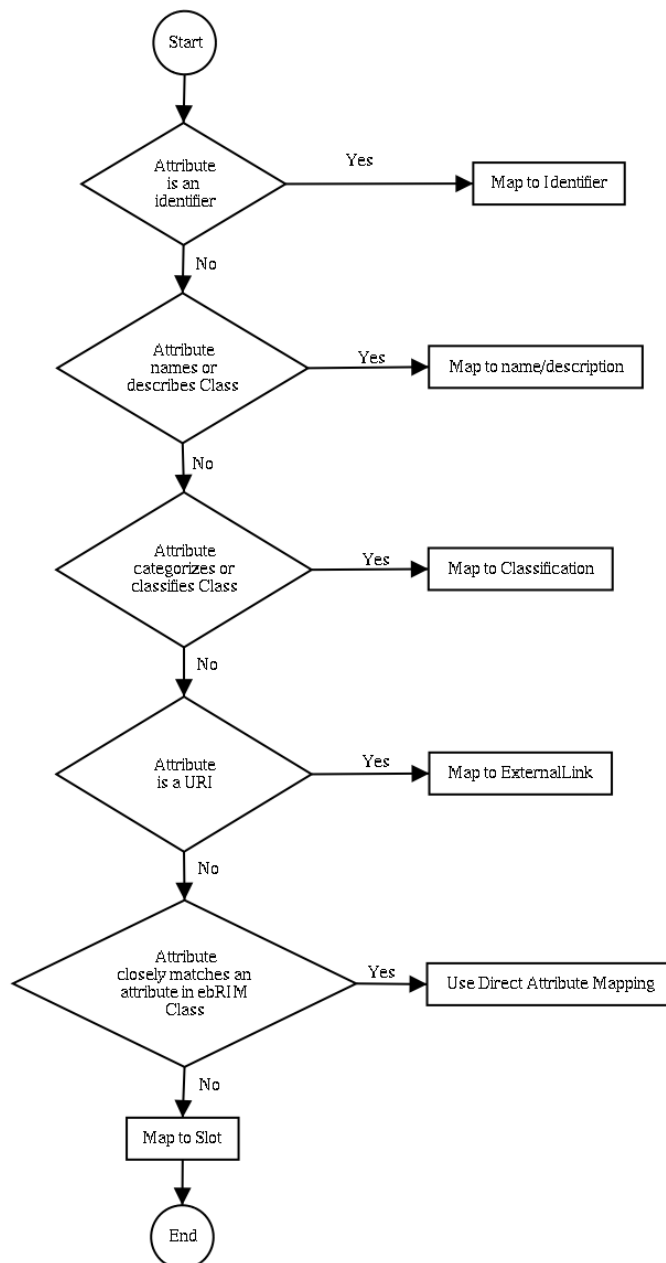 Start
Attribute
is an
identifier
Yes
Map to Identifier
No
Attribute
names or
describes Class
Yes
Map to name/description
No
Attribute
categorizes or
classifies Class
Yes
Map to Classification
No
Attribute
is a URI
Yes
Map to ExternalLink
No
Attribute
closely matches an
attribute in ebRIM
Class
Yes
Use Direct Attribute Mapping
No
Map to Slot
End